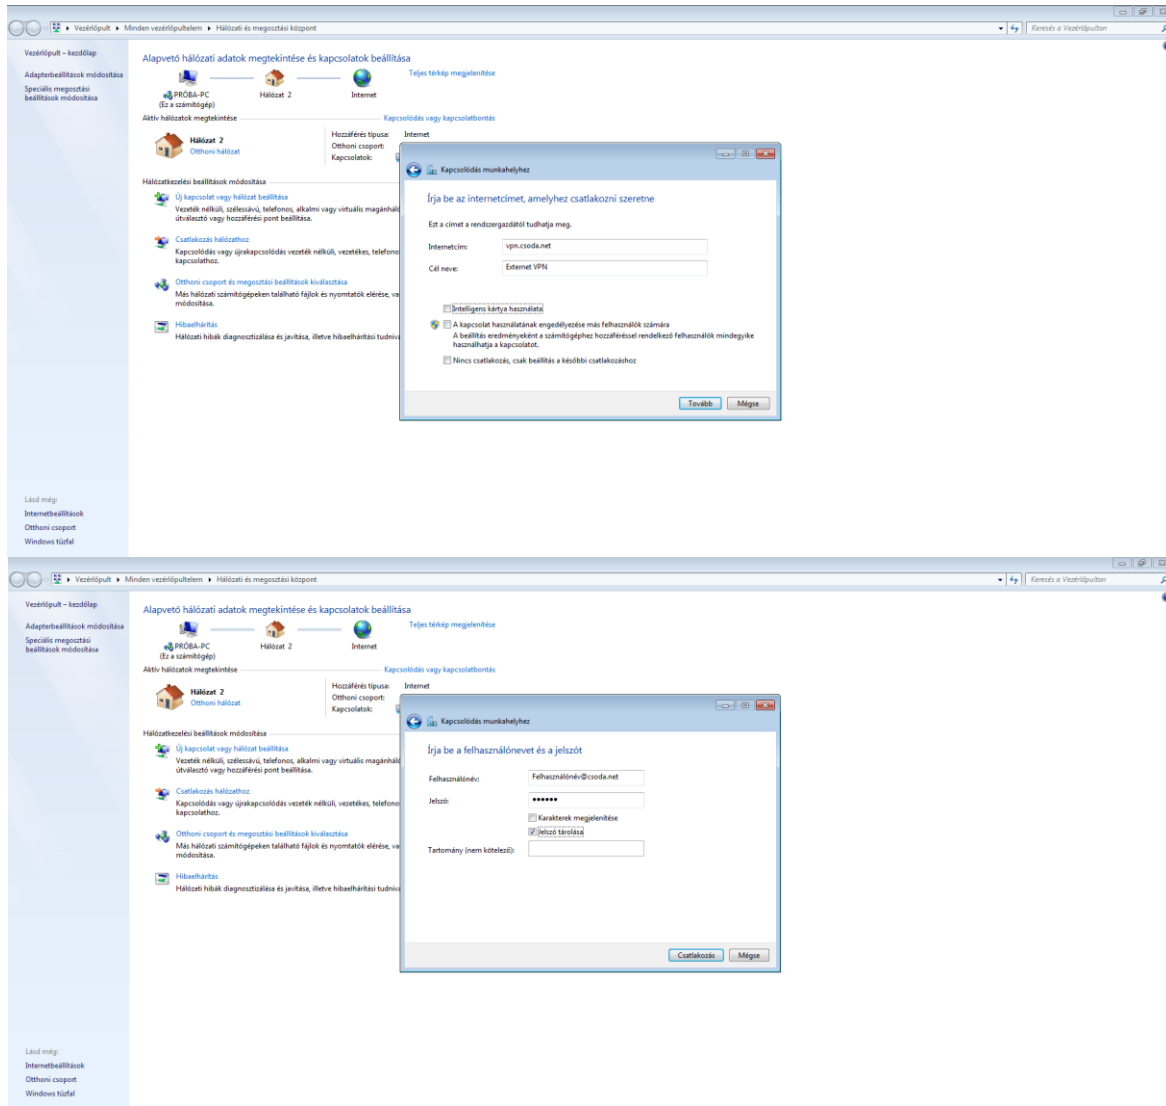 Vezérlőpult ▸ Minden vezérlőpultelem ▸ Hálózati és megosztási központ
Keresés a Vezérlőpulton
Vezérlőpult – kezdőlap
Adapterbeállítások módosítása
Speciális megosztási
beállítások módosítása
Lásd még:
Internetbeállítások
Otthoni csoport
Windows tűzfal
Alapvető hálózati adatok megtekintése és kapcsolatok beállítása
Teljes térkép megjelenítése
PRÓBA-PC
(Ez a számítógép)
Hálózat 2
Internet
Aktív hálózatok megtekintése
Kapcsolódás vagy kapcsolatbontás
Hálózat 2
Otthoni hálózat
Hozzáférés típusa: Internet
Otthoni csoport:
Kapcsolatok:
Hálózatkezelési beállítások módosítása
Új kapcsolat vagy hálózat beállítása
Vezeték nélküli, szélessávú, telefonos, alkalmi vagy virtuális magánháló
útválasztó vagy hozzáférési pont beállítása.
Csatlakozás hálózathoz
Kapcsolódás vagy újrakapcsolódás vezeték nélküli, vezetékes, telefono
kapcsolathoz.
Otthoni csoport és megosztási beállítások kiválasztása
Más hálózati számítógépeken található fájlok és nyomtatók elérése, va
módosítása.
Hibaelhárítás
Hálózati hibák diagnosztizálása és javítása, illetve hibaelhárítási tudniva
Kapcsolódás munkahelyhez
Írja be az internetcímet, amelyhez csatlakozni szeretne
Ezt a címet a rendszergazdától tudhatja meg.
Internetcím: vpn.csoda.net
Cél neve: Externet VPN
Intelligens kártya használata
A kapcsolat használatának engedélyezése más felhasználók számára
A beállítás eredményeként a számítógéphez hozzáféréssel rendelkező felhasználók mindegyike
használhatja a kapcsolatot.
Nincs csatlakozás, csak beállítás a későbbi csatlakozáshoz
Tovább
Mégse
Vezérlőpult ▸ Minden vezérlőpultelem ▸ Hálózati és megosztási központ
Keresés a Vezérlőpulton
Vezérlőpult – kezdőlap
Adapterbeállítások módosítása
Speciális megosztási
beállítások módosítása
Lásd még:
Internetbeállítások
Otthoni csoport
Windows tűzfal
Alapvető hálózati adatok megtekintése és kapcsolatok beállítása
Teljes térkép megjelenítése
PRÓBA-PC
(Ez a számítógép)
Hálózat 2
Internet
Aktív hálózatok megtekintése
Kapcsolódás vagy kapcsolatbontás
Hálózat 2
Otthoni hálózat
Hozzáférés típusa: Internet
Otthoni csoport:
Kapcsolatok:
Hálózatkezelési beállítások módosítása
Új kapcsolat vagy hálózat beállítása
Vezeték nélküli, szélessávú, telefonos, alkalmi vagy virtuális magánháló
útválasztó vagy hozzáférési pont beállítása.
Csatlakozás hálózathoz
Kapcsolódás vagy újrakapcsolódás vezeték nélküli, vezetékes, telefono
kapcsolathoz.
Otthoni csoport és megosztási beállítások kiválasztása
Más hálózati számítógépeken található fájlok és nyomtatók elérése, va
módosítása.
Hibaelhárítás
Hálózati hibák diagnosztizálása és javítása, illetve hibaelhárítási tudniva
Kapcsolódás munkahelyhez
Írja be a felhasználónevet és a jelszót
Felhasználónév: Felhasználónév@csoda.net
Jelszó: ●●●●●●
Karakterek megjelenítése
Jelszó tárolása
Tartomány (nem kötelező):
Csatlakozás
Mégse